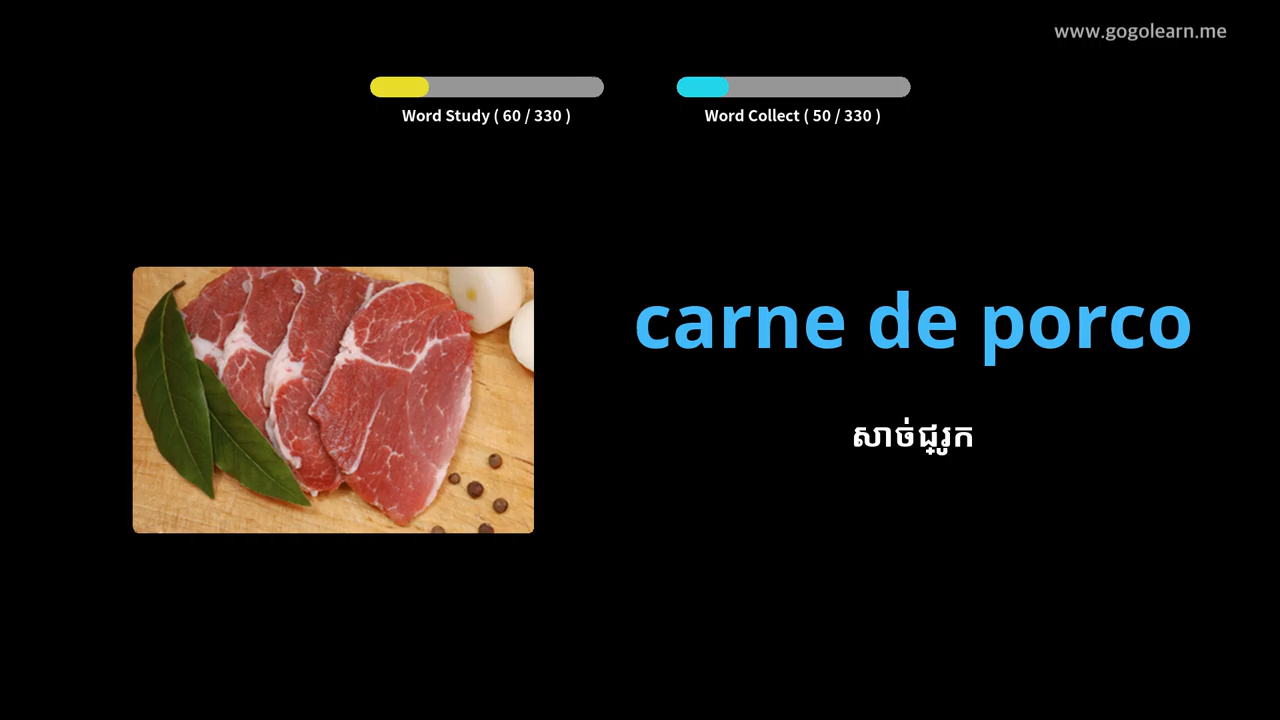 www.gogolearn.me
Word Study ( 60 / 330 )
Word Collect ( 50 / 330 )
carne de porco
សាច់ជ្រូក